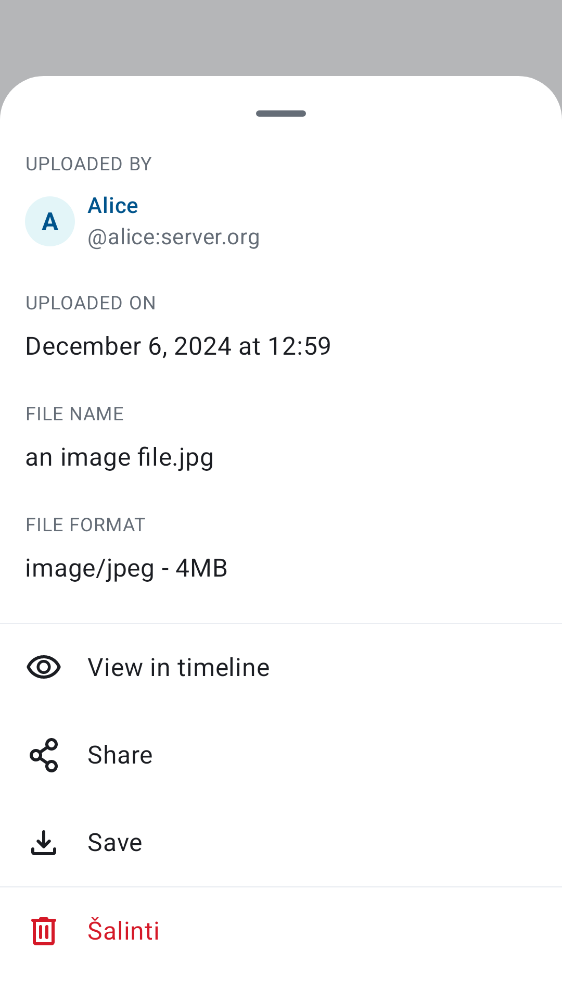 UPLOADED BY
A
Alice
@alice:server.org
UPLOADED ON
December 6, 2024 at 12:59
FILE NAME
an image file.jpg
FILE FORMAT
image/jpeg - 4MB
View in timeline
Share
Save
Šalinti